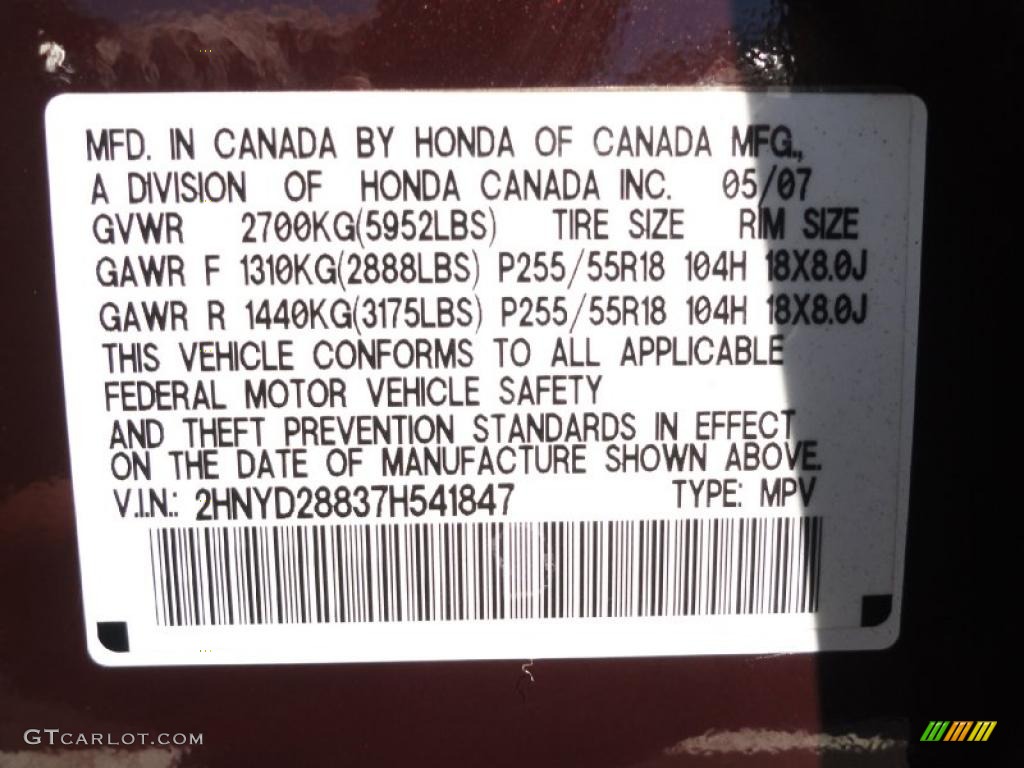 MFD. IN CANADA BY HONDA OF CANADA MFG.,
A DIVISION OF HONDA CANADA INC. 05/07
GVWR 2700KG(5952LBS) TIRE SIZE RIM SIZE
GAWR F 1310KG(2888LBS) P255/55R18 104H 18X8.0J
GAWR R 1440KG(3175LBS) P255/55R18 104H 18X8.0J
THIS VEHICLE CONFORMS TO ALL APPLICABLE
FEDERAL MOTOR VEHICLE SAFETY
AND THEFT PREVENTION STANDARDS IN EFFECT
ON THE DATE OF MANUFACTURE SHOWN ABOVE.
V.I.N.: 2HNYD28837H541847 TYPE: MPV
GTCARLOT.COM